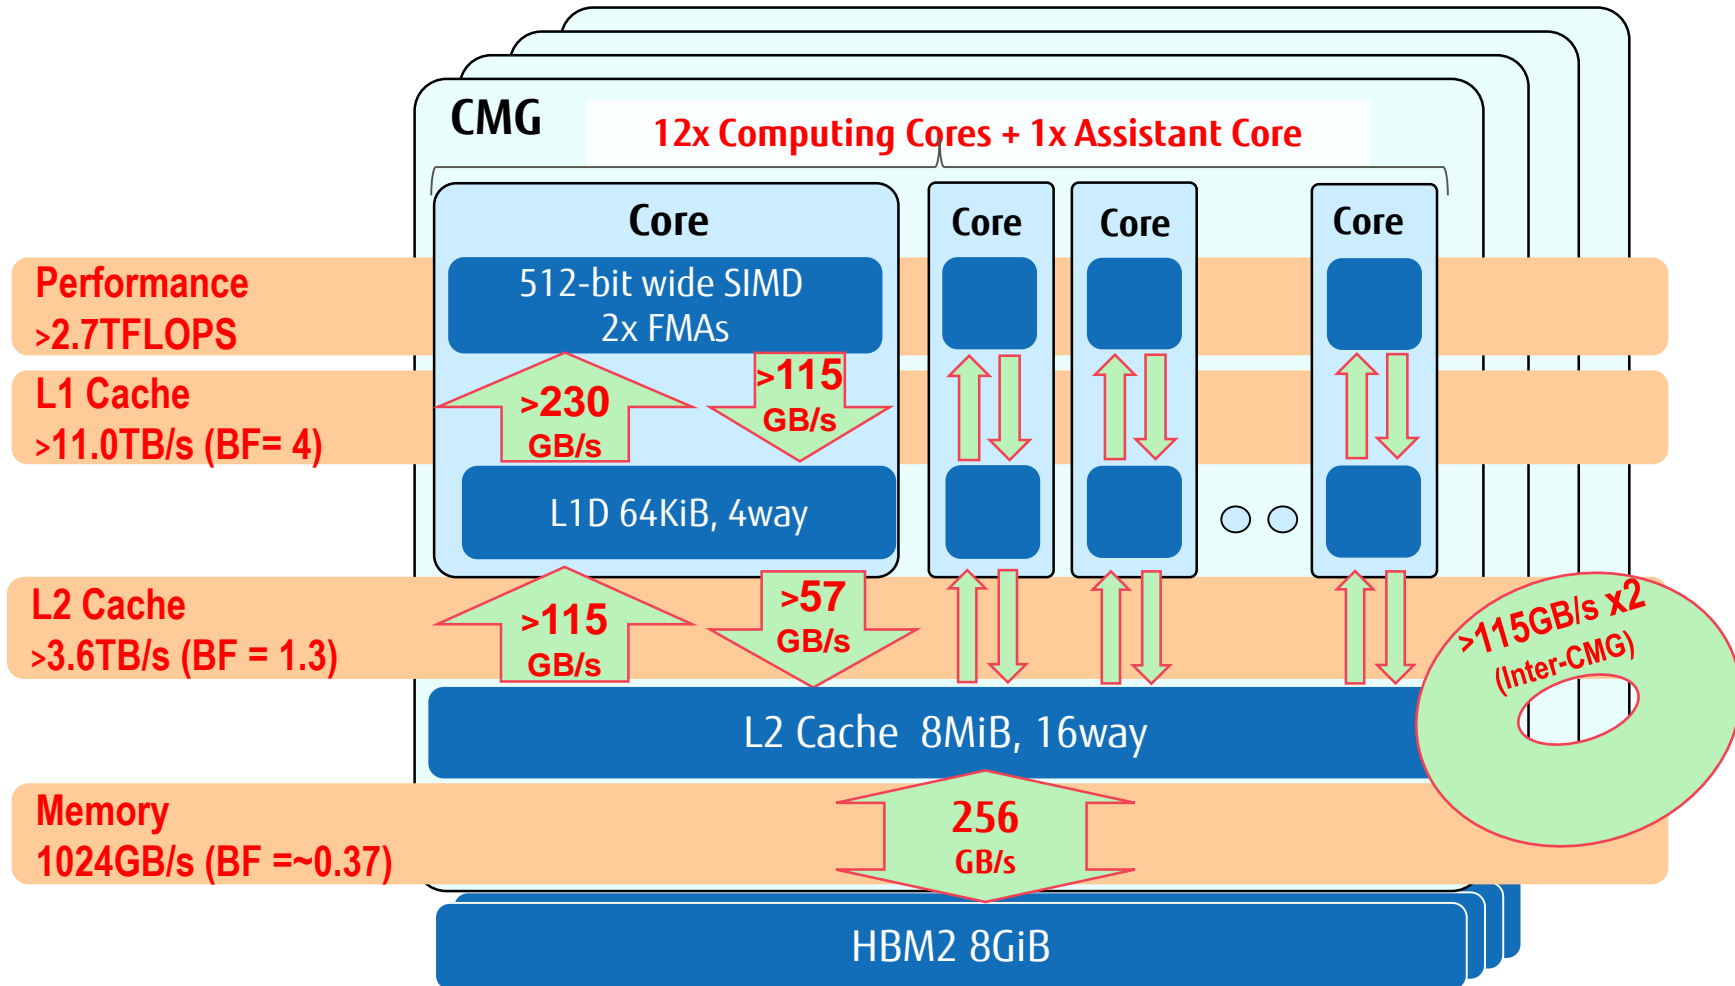 CMG
12x Computing Cores + 1x Assistant Core
Core
Core
Core
Core
Performance
>2.7TFLOPS
512-bit wide SIMD
2x FMAs
L1 Cache
>11.0TB/s (BF= 4)
>230
GB/s
>115
GB/s
L1D 64KiB, 4way
L2 Cache
>3.6TB/s (BF = 1.3)
>115
GB/s
>57
GB/s
>115GB/s x2
(Inter-CMG)
L2 Cache 8MiB, 16way
Memory
1024GB/s (BF =~0.37)
256
GB/s
HBM2 8GiB